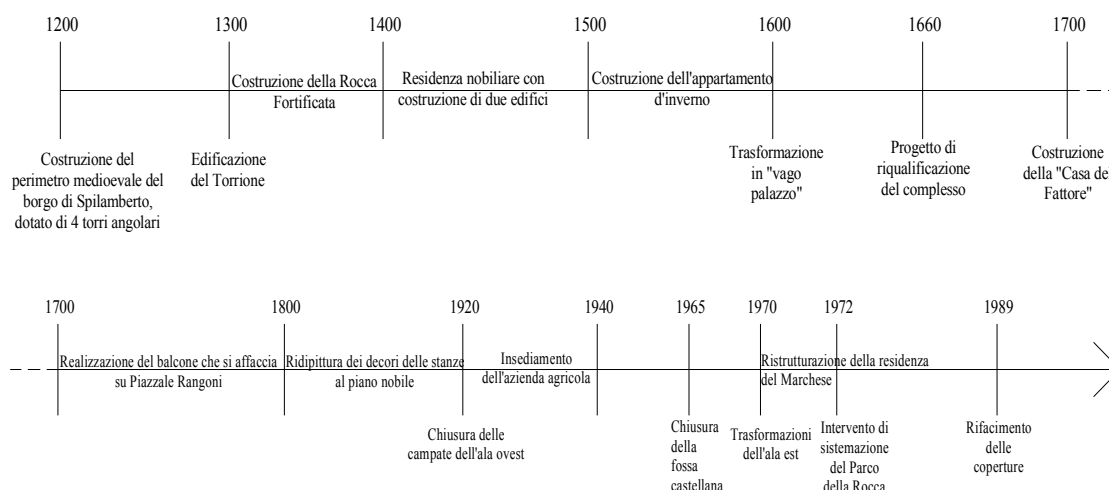 1200
1300
1400
1500
1600
1660
1700
Costruzione della Rocca
Fortificata
Residenza nobiliare con
costruzione di due edifici
Costruzione dell'appartamento
d'inverno
Costruzione del
perimetro medioevale del
borgo di Spilamberto,
dotato di 4 torri angolari
Edificazione
del Torrione
Trasformazione
in "vago
palazzo"
Progetto di
riqualificazione
del complesso
Costruzione
della "Casa del
Fattore"
1700
1800
1920
1940
1965
1970
1972
1989
Realizzazione del balcone che si affaccia
su Piazzale Rangoni
Ridipittura dei decori delle stanze
al piano nobile
Insediamento
dell'azienda agricola
Ristrutturazione della residenza
del Marchese
Chiusura delle
campate dell'ala ovest
Chiusura
della
fossa
castellana
Trasformazioni
dell'ala est
Intervento di
sistemazione
del Parco
della Rocca
Rifacimento
delle
coperture